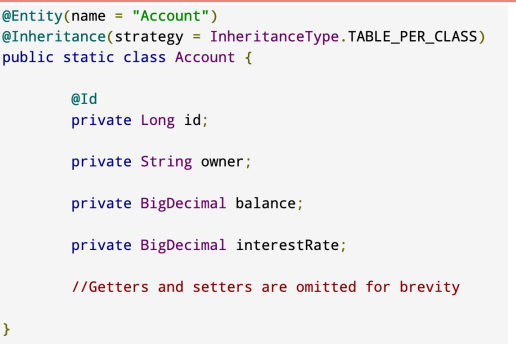 @Entity(name = "Account")
@Inheritance(strategy = InheritanceType.TABLE_PER_CLASS)
public static class Account {
@Id
private Long id;
private String owner;
private BigDecimal balance;
private BigDecimal interestRate;
//Getters and setters are omitted for brevity
}